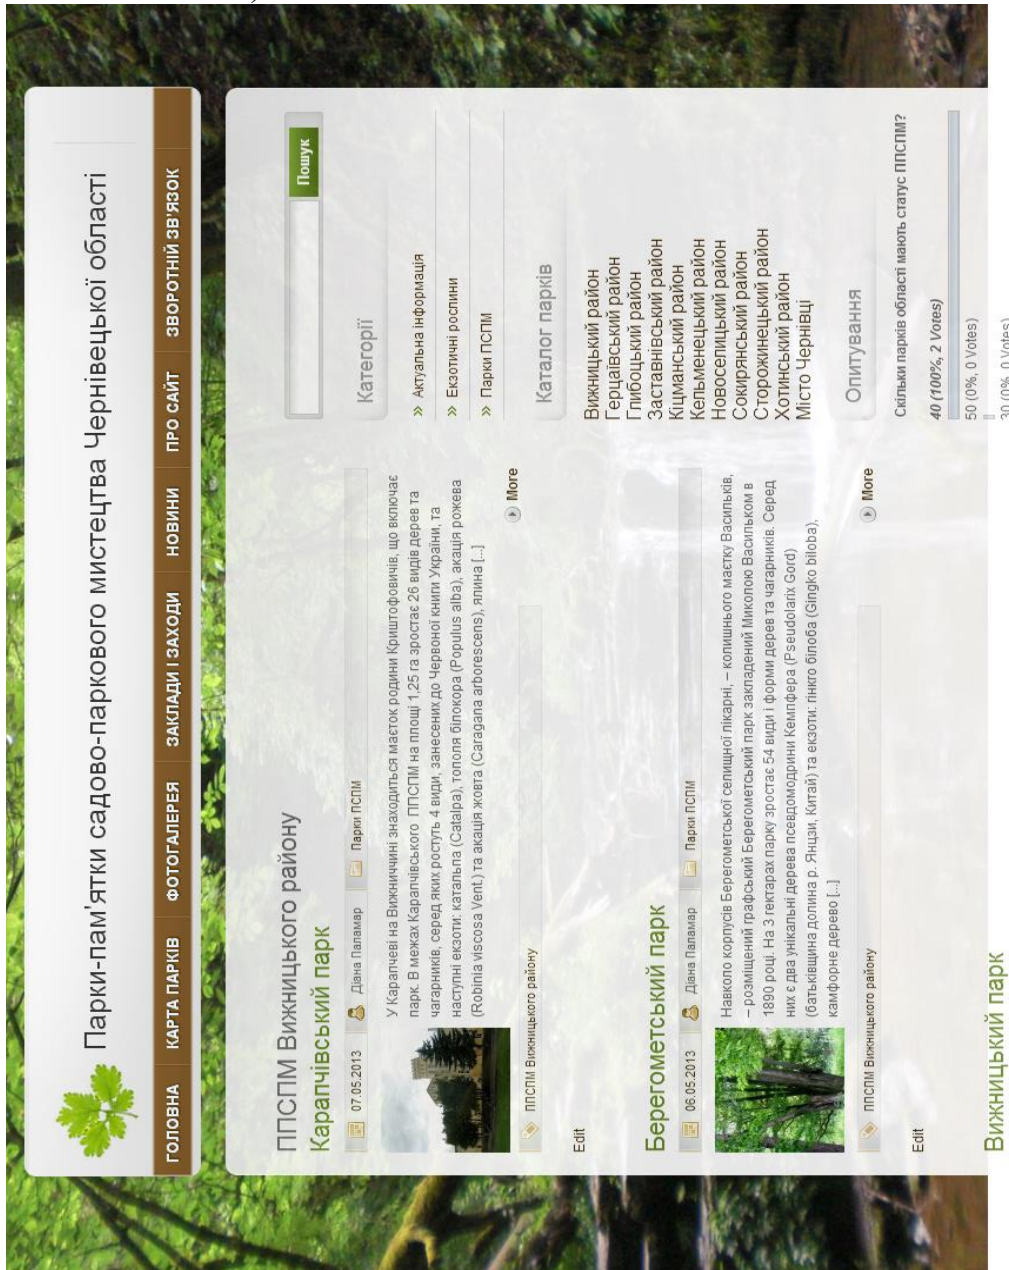 Парки-пам'ятки садово-паркового мистецтва Чернівецької області
ГОЛОВНА КАРТА ПАРКІВ ФОТОГАЛЕРЕЯ ЗАКЛАДИ І ЗАХОДИ НОВИНИ ПРО САЙТ ЗВОРОТНІЙ ЗВ'ЯЗОК
ППСПМ Вижницького району
Карапчівський парк
07.05.2013 Діана Паламар Парки ПСПМ
У Карапчеві на Вижниччині знаходиться маєток родини Криштофовичів, що включає
парк. В межах Карапчівського ППСПМ на площі 1,25 га зростає 26 видів дерев та
чагарників, серед яких ростуть 4 види, занесених до Червоної книги України, та
наступні екзоти: катальпа (Catalpa), тополя білокора (Populus alba), акація рожева
(Robinia viscosa Vent.) та акація жовта (Caragana arborescens), ялина [...]
More
ППСПМ Вижницького району
Edit
Берегометський парк
06.05.2013 Діана Паламар Парки ПСПМ
Навколо корпусів Берегометської селищної лікарні, – колишнього маєтку Васильків,
– розміщений графський Берегометський парк закладений Миколою Васильком в
1890 році. На 3 гектарах парку зростає 54 види і форми дерев та чагарників. Серед
них є два унікальні дерева псевдомодрини Кемпфера (Pseudolarix Gord)
(батьківщина долина р. Янцзи, Китай) та екзоти: гінкго білоба (Gingko biloba),
камфорне дерево [...]
More
ППСПМ Вижницького району
Edit
Вижницький парк
Пошук
Категорії
» Актуальна інформація
» Екзотичні роспини
» Парки ПСПМ
Каталог парків
Вижницький район
Герцаївський район
Глибоцький район
Заставнівський район
Кіцманський район
Кельменецький район
Новоселицький район
Сокирянський район
Сторожинецький район
Хотинський район
Місто Чернівці
Опитування
Скільки парків області мають статус ППСПМ?
40 (100%, 2 Votes)
50 (0%, 0 Votes)
30 (0%, 0 Votes)